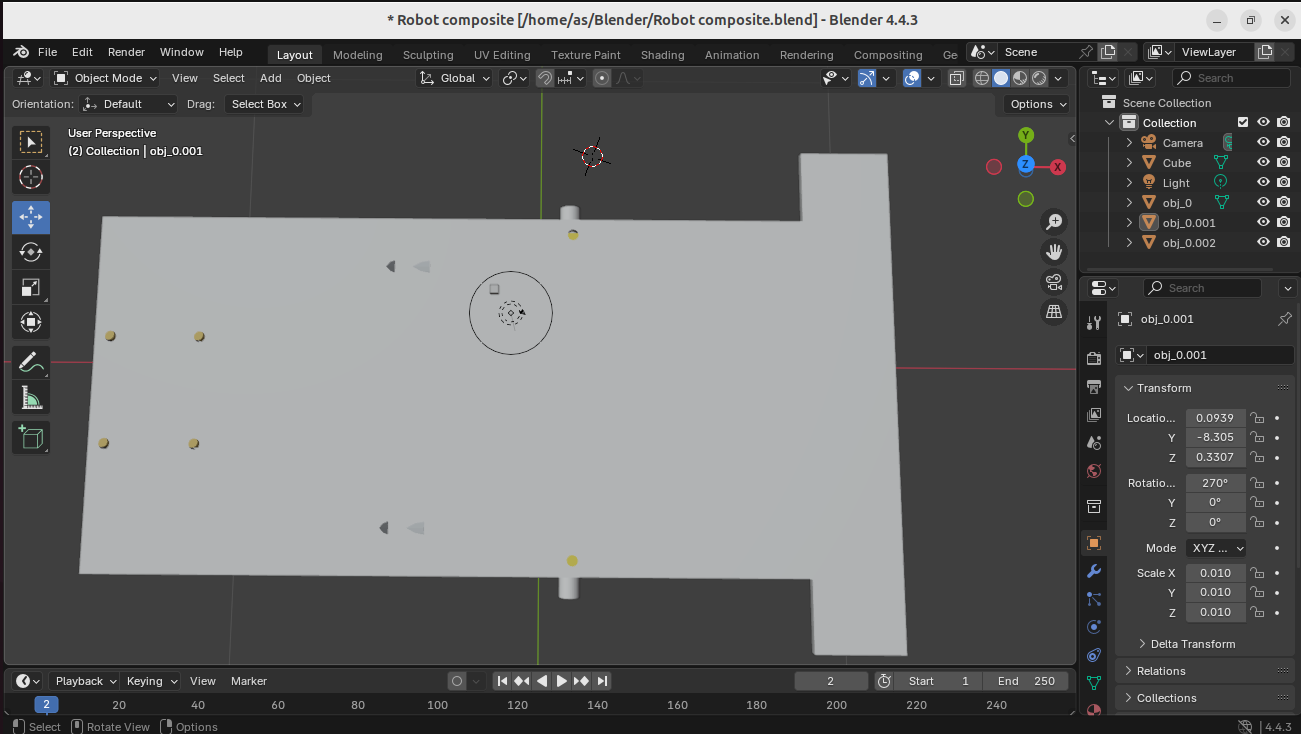 * Robot composite [/home/as/Blender/Robot composite.blend] - Blender 4.4.3
File Edit Render Window Help Layout Modeling Sculpting UV Editing Texture Paint Shading Animation Rendering Compositing Ge Scene ViewLayer
Object Mode View Select Add Object Global Search
Orientation: Default Drag: Select Box Options
User Perspective
(2) Collection | obj_0.001
Y
X
Z
Scene Collection
Collection
Camera
Cube
Light
obj_0
obj_0.001
obj_0.002
Search
obj_0.001
obj_0.001
Transform
Locatio... 0.0939
Y -8.305
Z 0.3307
Rotatio... 270°
Y 0°
Z 0°
Mode XYZ ...
Scale X 0.010
Y 0.010
Z 0.010
Delta Transform
Relations
Collections
Playback Keying View Marker 2 Start 1 End 250
2 20 40 60 80 100 120 140 160 180 200 220 240
Select Rotate View Options 4.4.3